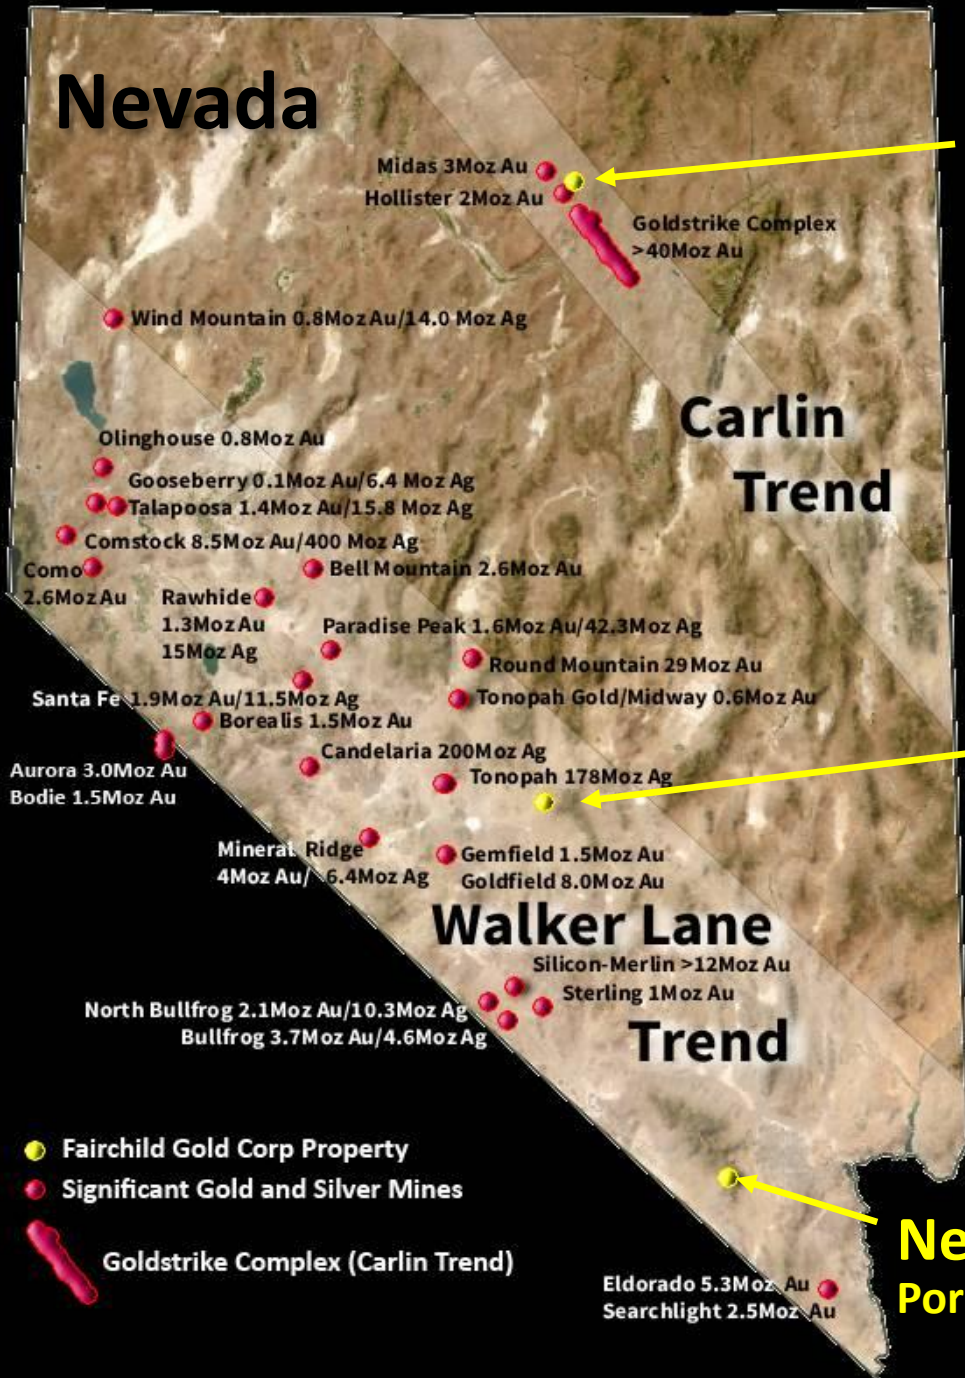 Nevada
Midas 3Moz Au
Hollister 2Moz Au
Goldstrike Complex
>40Moz Au
Wind Mountain 0.8Moz Au/14.0 Moz Ag
Carlin
Trend
Olinghouse 0.8Moz Au
Gooseberry 0.1Moz Au/6.4 Moz Ag
Talapoosa 1.4Moz Au/15.8 Moz Ag
Comstock 8.5Moz Au/400 Moz Ag
Como
2.6Moz Au
Bell Mountain 2.6Moz Au
Rawhide
1.3Moz Au
15Moz Ag
Paradise Peak 1.6Moz Au/42.3Moz Ag
Round Mountain 29Moz Au
Santa Fe 1.9Moz Au/11.5Moz Ag
Tonopah Gold/Midway 0.6Moz Au
Borealis 1.5Moz Au
Candelaria 200Moz Ag
Aurora 3.0Moz Au
Bodie 1.5Moz Au
Tonopah 178Moz Ag
Mineral Ridge
4Moz Au/ 6.4Moz Ag
Gemfield 1.5Moz Au
Goldfield 8.0Moz Au
Walker Lane
Trend
Silicon-Merlin >12Moz Au
Sterling 1Moz Au
North Bullfrog 2.1Moz Au/10.3Moz Ag
Bullfrog 3.7Moz Au/4.6Moz Ag
Fairchild Gold Corp Property
Significant Gold and Silver Mines
Goldstrike Complex (Carlin Trend)
Eldorado 5.3Moz Au
Searchlight 2.5Moz Au